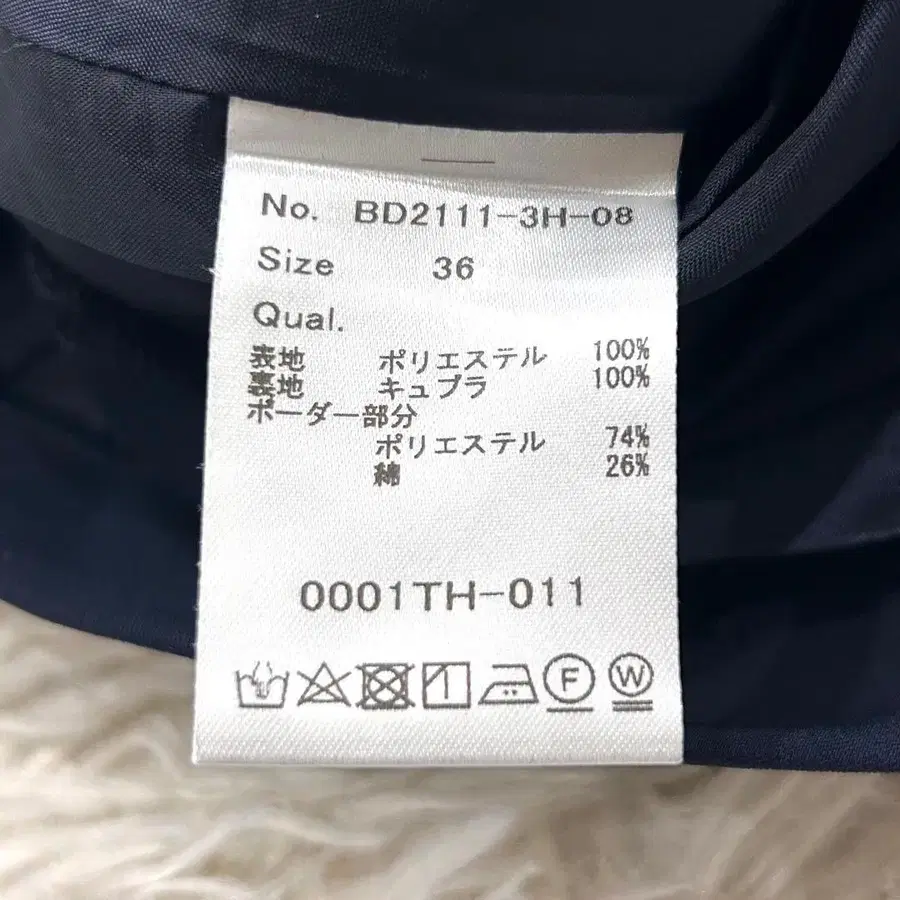 No. BD2111-3H-08
Size 36
Qual.
表地 ポリエステル 100%
裏地 キュプラ 100%
ボーダー部分
ポリエステル 74%
綿 26%
0001TH-011
F W